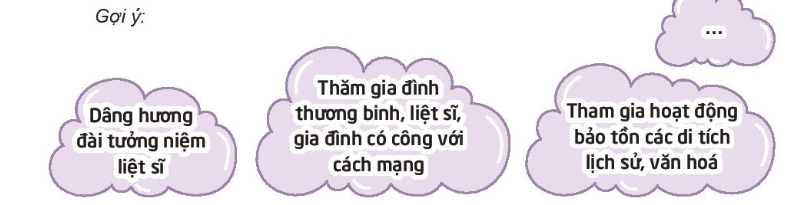 Gợi ý:
...
Dâng hương
đài tưởng niệm
liệt sĩ
Thăm gia đình
thương binh, liệt sĩ,
gia đình có công với
cách mạng
Tham gia hoạt động
bảo tồn các di tích
lịch sử, văn hoá